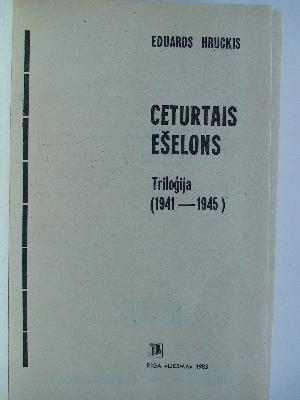 EDUARDS HRUCKIS
CETURTAIS
EŠELONS
Triloģija
(1941—1945)
RĪGA «LIESMA» 1983